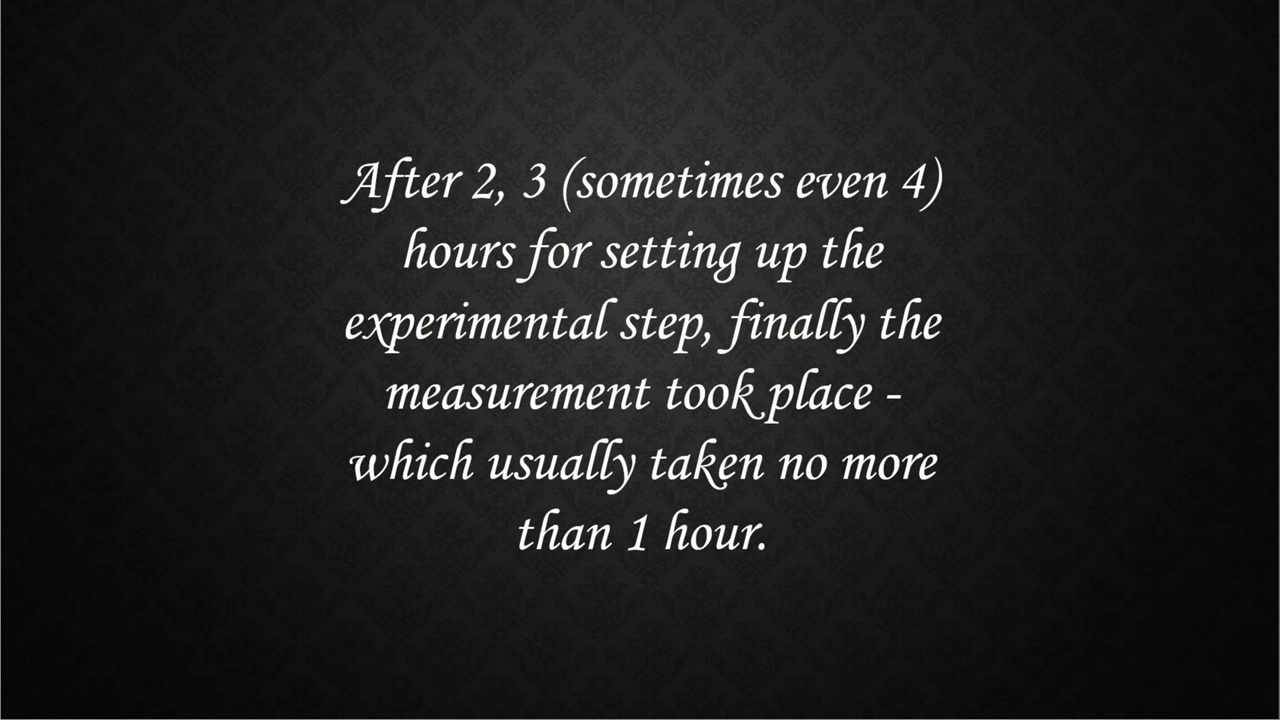 After 2, 3 (sometimes even 4)
hours for setting up the
experimental step, finally the
measurement took place -
which usually taken no more
than 1 hour.